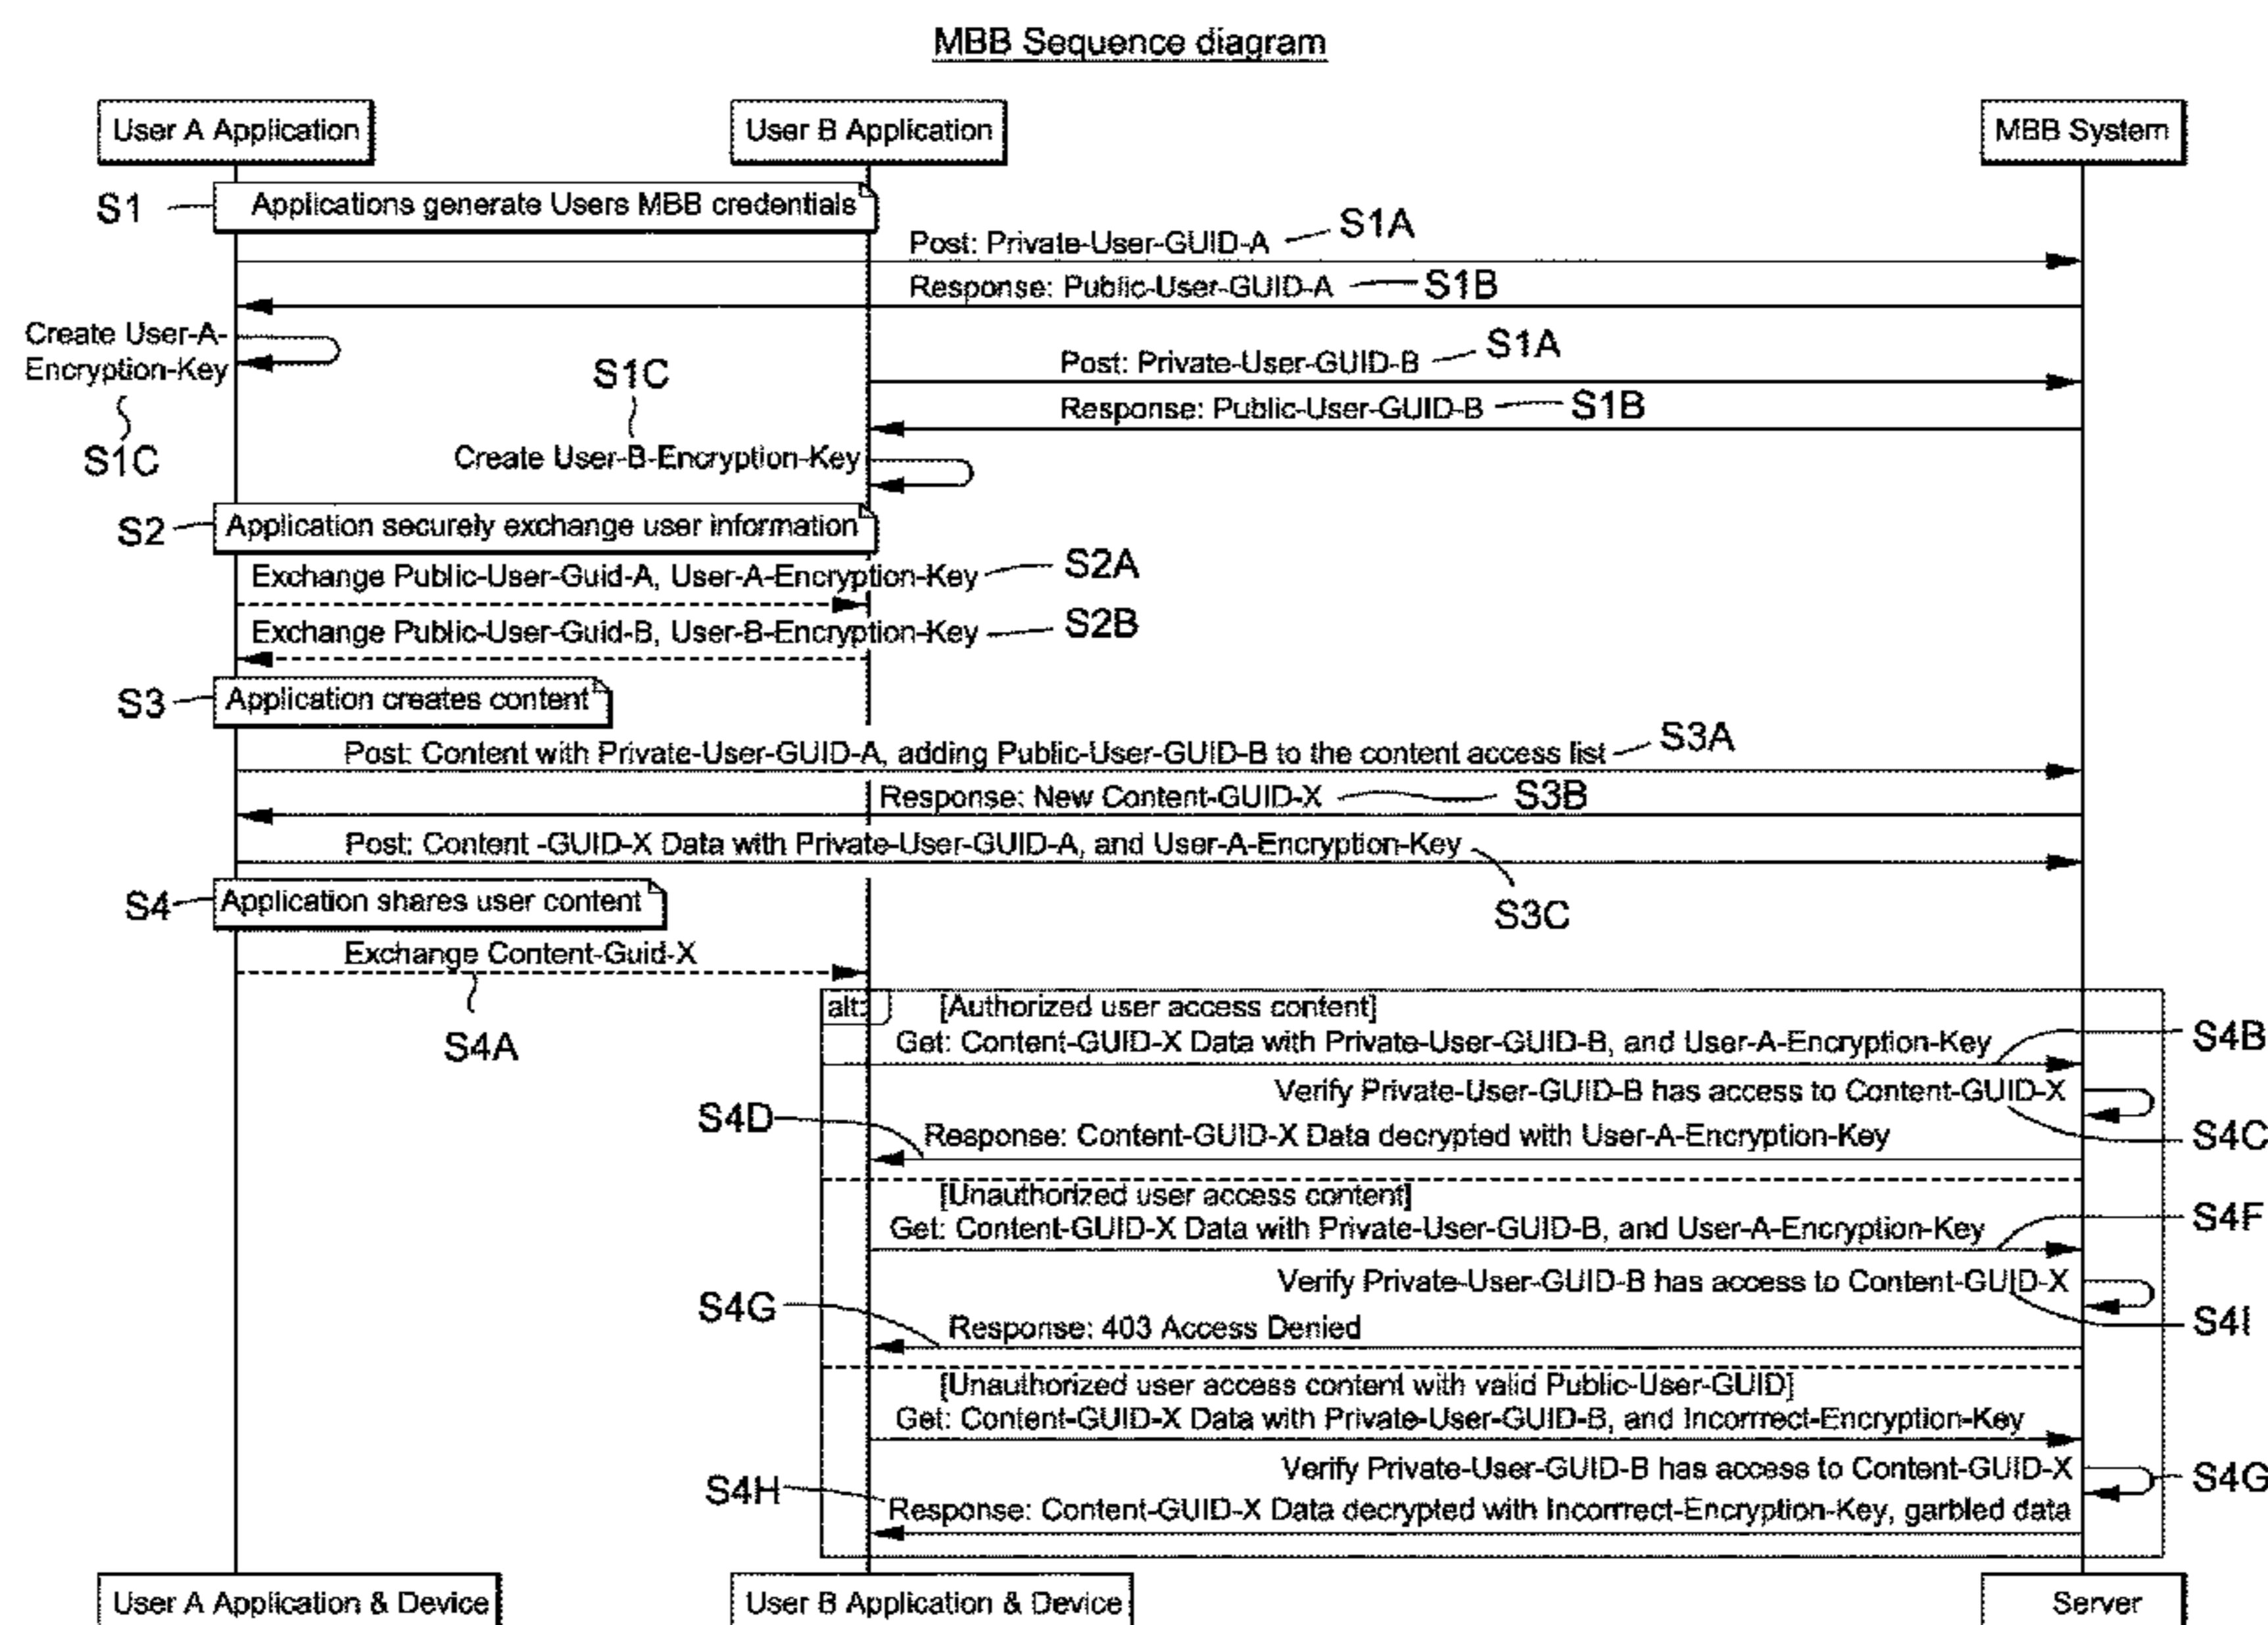 MBB Sequence diagram
User A Application
User B Application
MBB System
S1
Applications generate Users MBB credentials
Post: Private-User-GUID-A
S1A
Response: Public-User-GUID-A
S1B
Create User-A-
Encryption-Key
S1C
Post: Private-User-GUID-B
S1A
Response: Public-User-GUID-B
S1B
S1C
Create User-B-Encryption-Key
S2
Application securely exchange user information
Exchange Public-User-Guid-A, User-A-Encryption-Key
S2A
Exchange Public-User-Guid-B, User-B-Encryption-Key
S2B
S3
Application creates content
Post: Content with Private-User-GUID-A, adding Public-User-GUID-B to the content access list
S3A
Response: New Content-GUID-X
S3B
Post: Content -GUID-X Data with Private-User-GUID-A, and User-A-Encryption-Key
S3C
S4
Application shares user content
Exchange Content-Guid-X
S4A
alt:
[Authorized user access content]
Get: Content-GUID-X Data with Private-User-GUID-B, and User-A-Encryption-Key
S4B
Verify Private-User-GUID-B has access to Content-GUID-X
S4C
S4D
Response: Content-GUID-X Data decrypted with User-A-Encryption-Key
[Unauthorized user access content]
Get: Content-GUID-X Data with Private-User-GUID-B, and User-A-Encryption-Key
S4F
Verify Private-User-GUID-B has access to Content-GUID-X
S4I
S4G
Response: 403 Access Denied
[Unauthorized user access content with valid Public-User-GUID]
Get: Content-GUID-X Data with Private-User-GUID-B, and Incorrrect-Encryption-Key
Verify Private-User-GUID-B has access to Content-GUID-X
S4G
S4H
Response: Content-GUID-X Data decrypted with Incorrrect-Encryption-Key, garbled data
User A Application & Device
User B Application & Device
Server